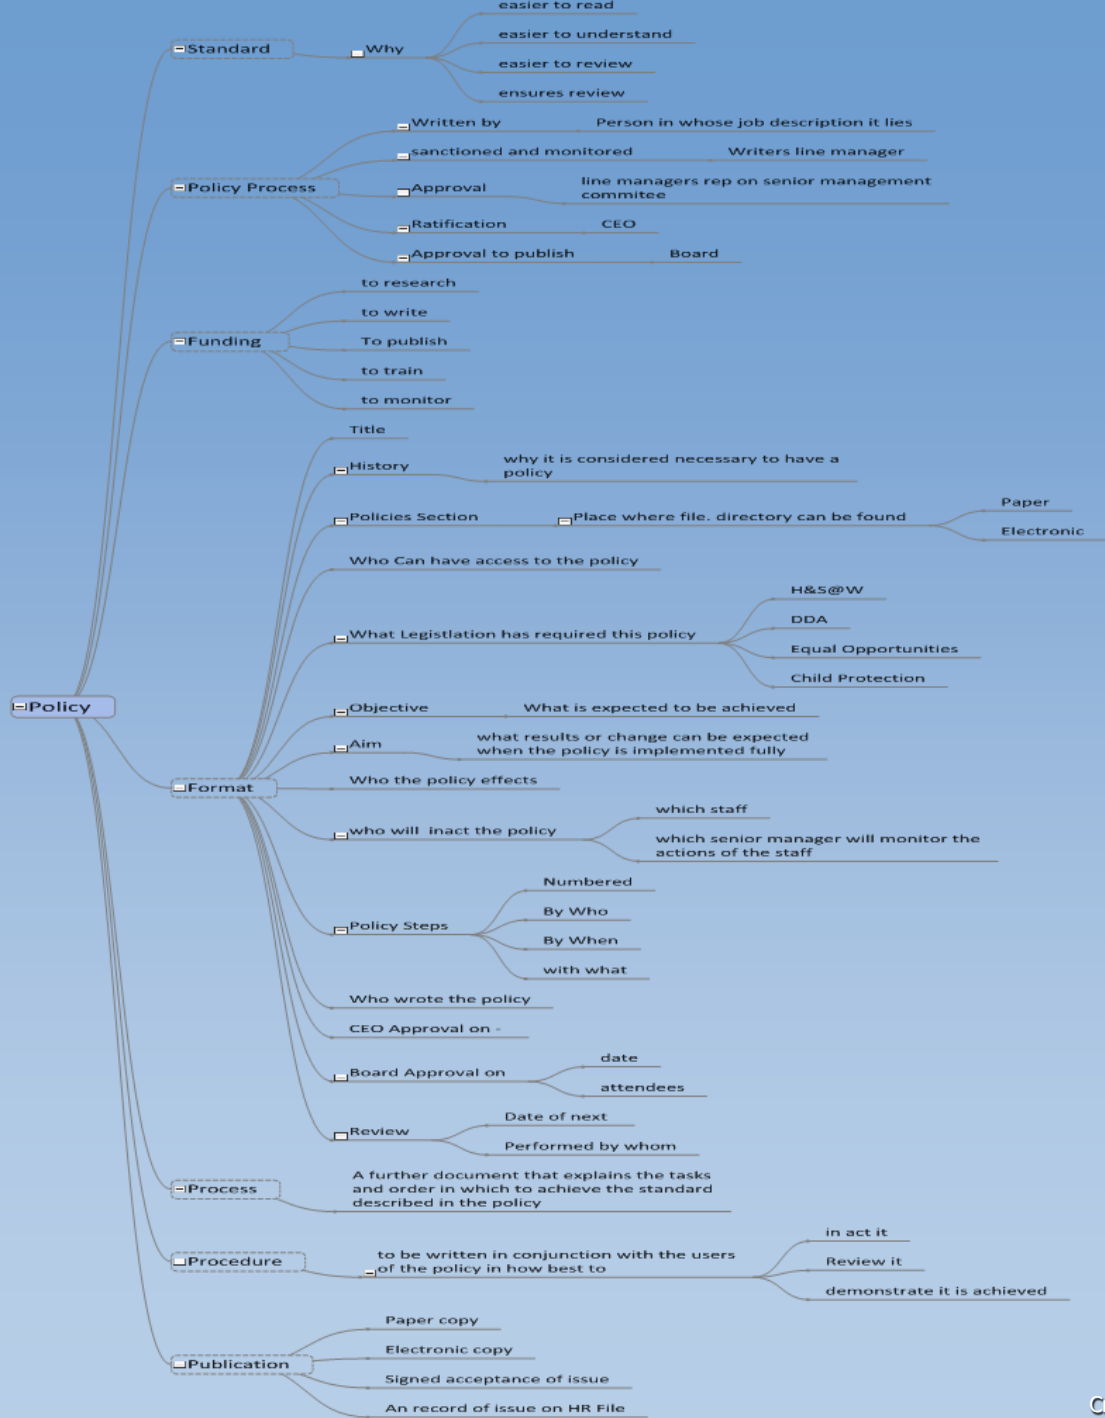 easier to read
easier to understand
Standard
Why
easier to review
ensures review
Written by
Person in whose job description it lies
sanctioned and monitored
Writers line manager
Policy Process
Approval
line managers rep on senior management
commitee
Ratification
CEO
Approval to publish
Board
to research
to write
Funding
To publish
to train
to monitor
Title
History
why it is considered necessary to have a
policy
Policies Section
Place where file. directory can be found
Paper
Electronic
Who Can have access to the policy
What Legistlation has required this policy
H&S@W
DDA
Equal Opportunities
Child Protection
Policy
Objective
What is expected to be achieved
Aim
what results or change can be expected
when the policy is implemented fully
Format
Who the policy effects
who will  inact the policy
which staff
which senior manager will monitor the
actions of the staff
Policy Steps
Numbered
By Who
By When
with what
Who wrote the policy
CEO Approval on -
Board Approval on
date
attendees
Review
Date of next
Performed by whom
Process
A further document that explains the tasks
and order in which to achieve the standard
described in the policy
Procedure
to be written in conjunction with the users
of the policy in how best to
in act it
Review it
demonstrate it is achieved
Publication
Paper copy
Electronic copy
Signed acceptance of issue
An record of issue on HR File